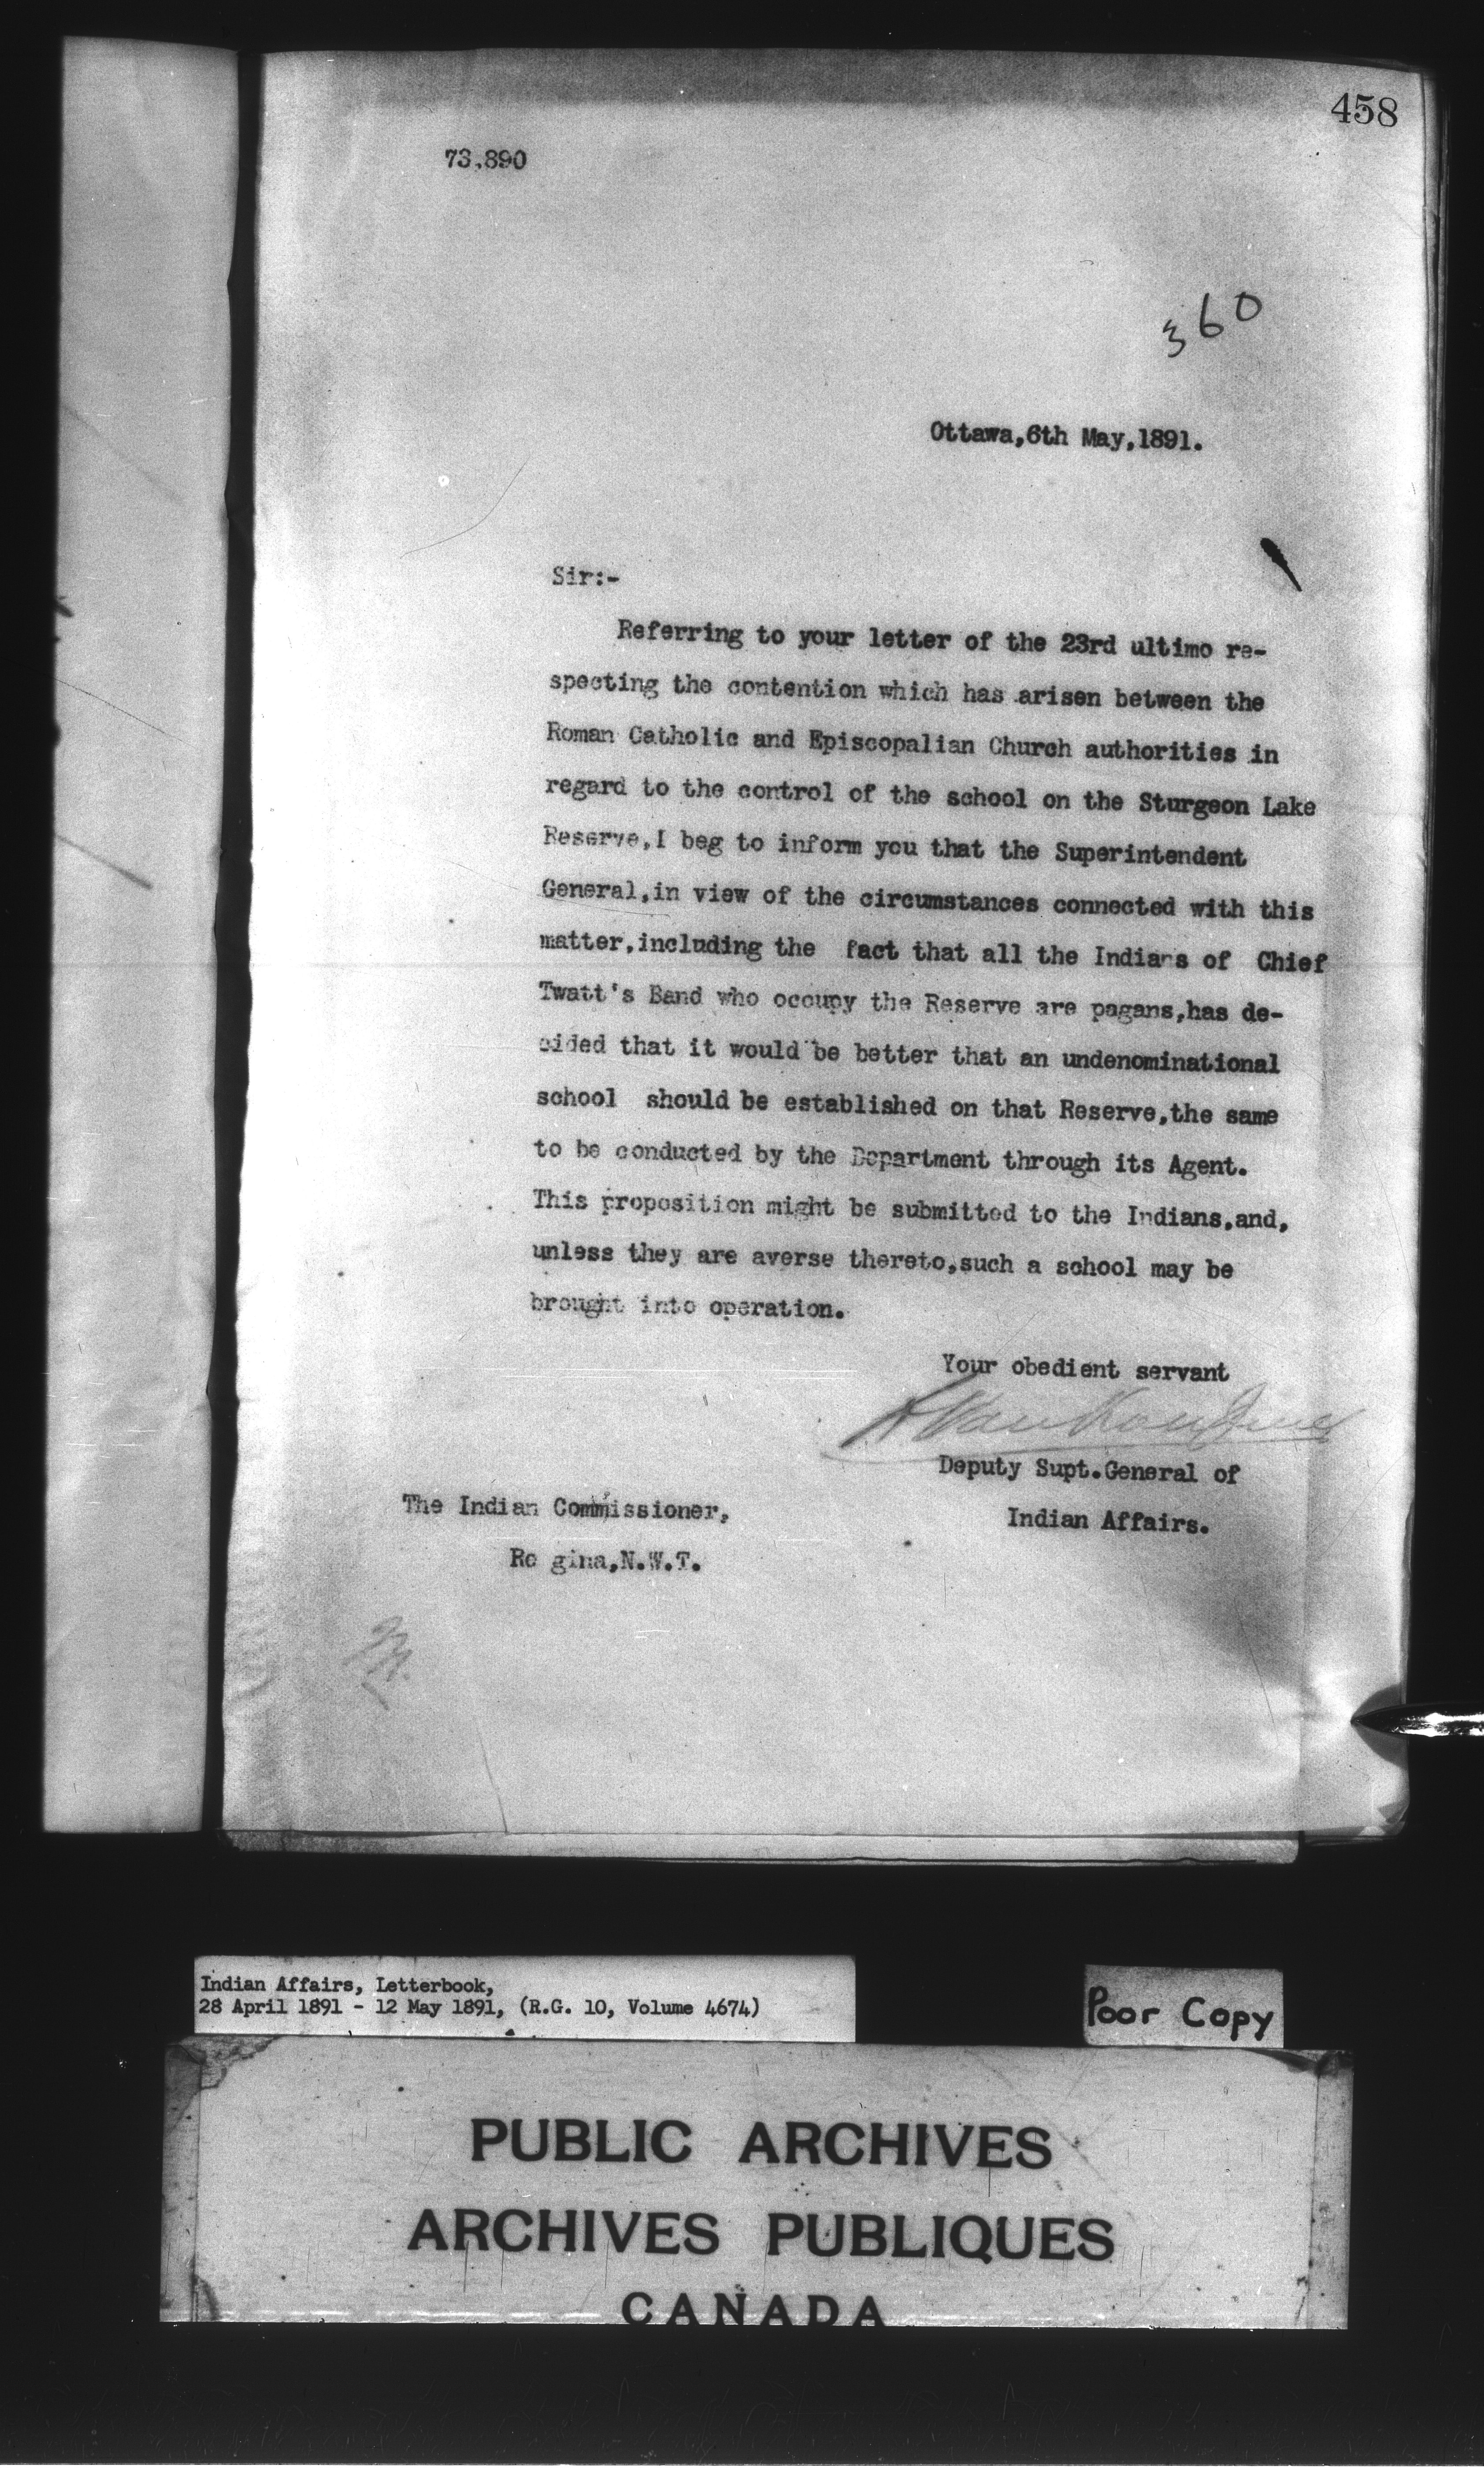 458
73,890
360
Ottawa,6th May,1891.
Sir:-
Referring to your letter of the 23rd ultimo re-
specting the contention which has arisen between the
Roman Catholic and Episcopalian Church authorities in
regard to the control of the school on the Sturgeon Lake
Reserve,I beg to inform you that the Superintendent
General,in view of the circumstances connected with this
matter,including the fact that all the Indians of Chief
Twatt's Band who occupy the Reserve are pagans,has de-
cided that it would be better that an undenominational
school should be established on that Reserve,the same
to be conducted by the Department through its Agent.
This proposition might be submitted to the Indians,and,
unless they are averse thereto,such a school may be
brought into operation.
Your obedient servant
Deputy Supt.General of
Indian Affairs.
The Indian Commissioner,
Re gina,N.W.T.
Indian Affairs, Letterbook,
28 April 1891 - 12 May 1891, (R.G. 10, Volume 4674)
Poor Copy
PUBLIC ARCHIVES
ARCHIVES PUBLIQUES
CANADA